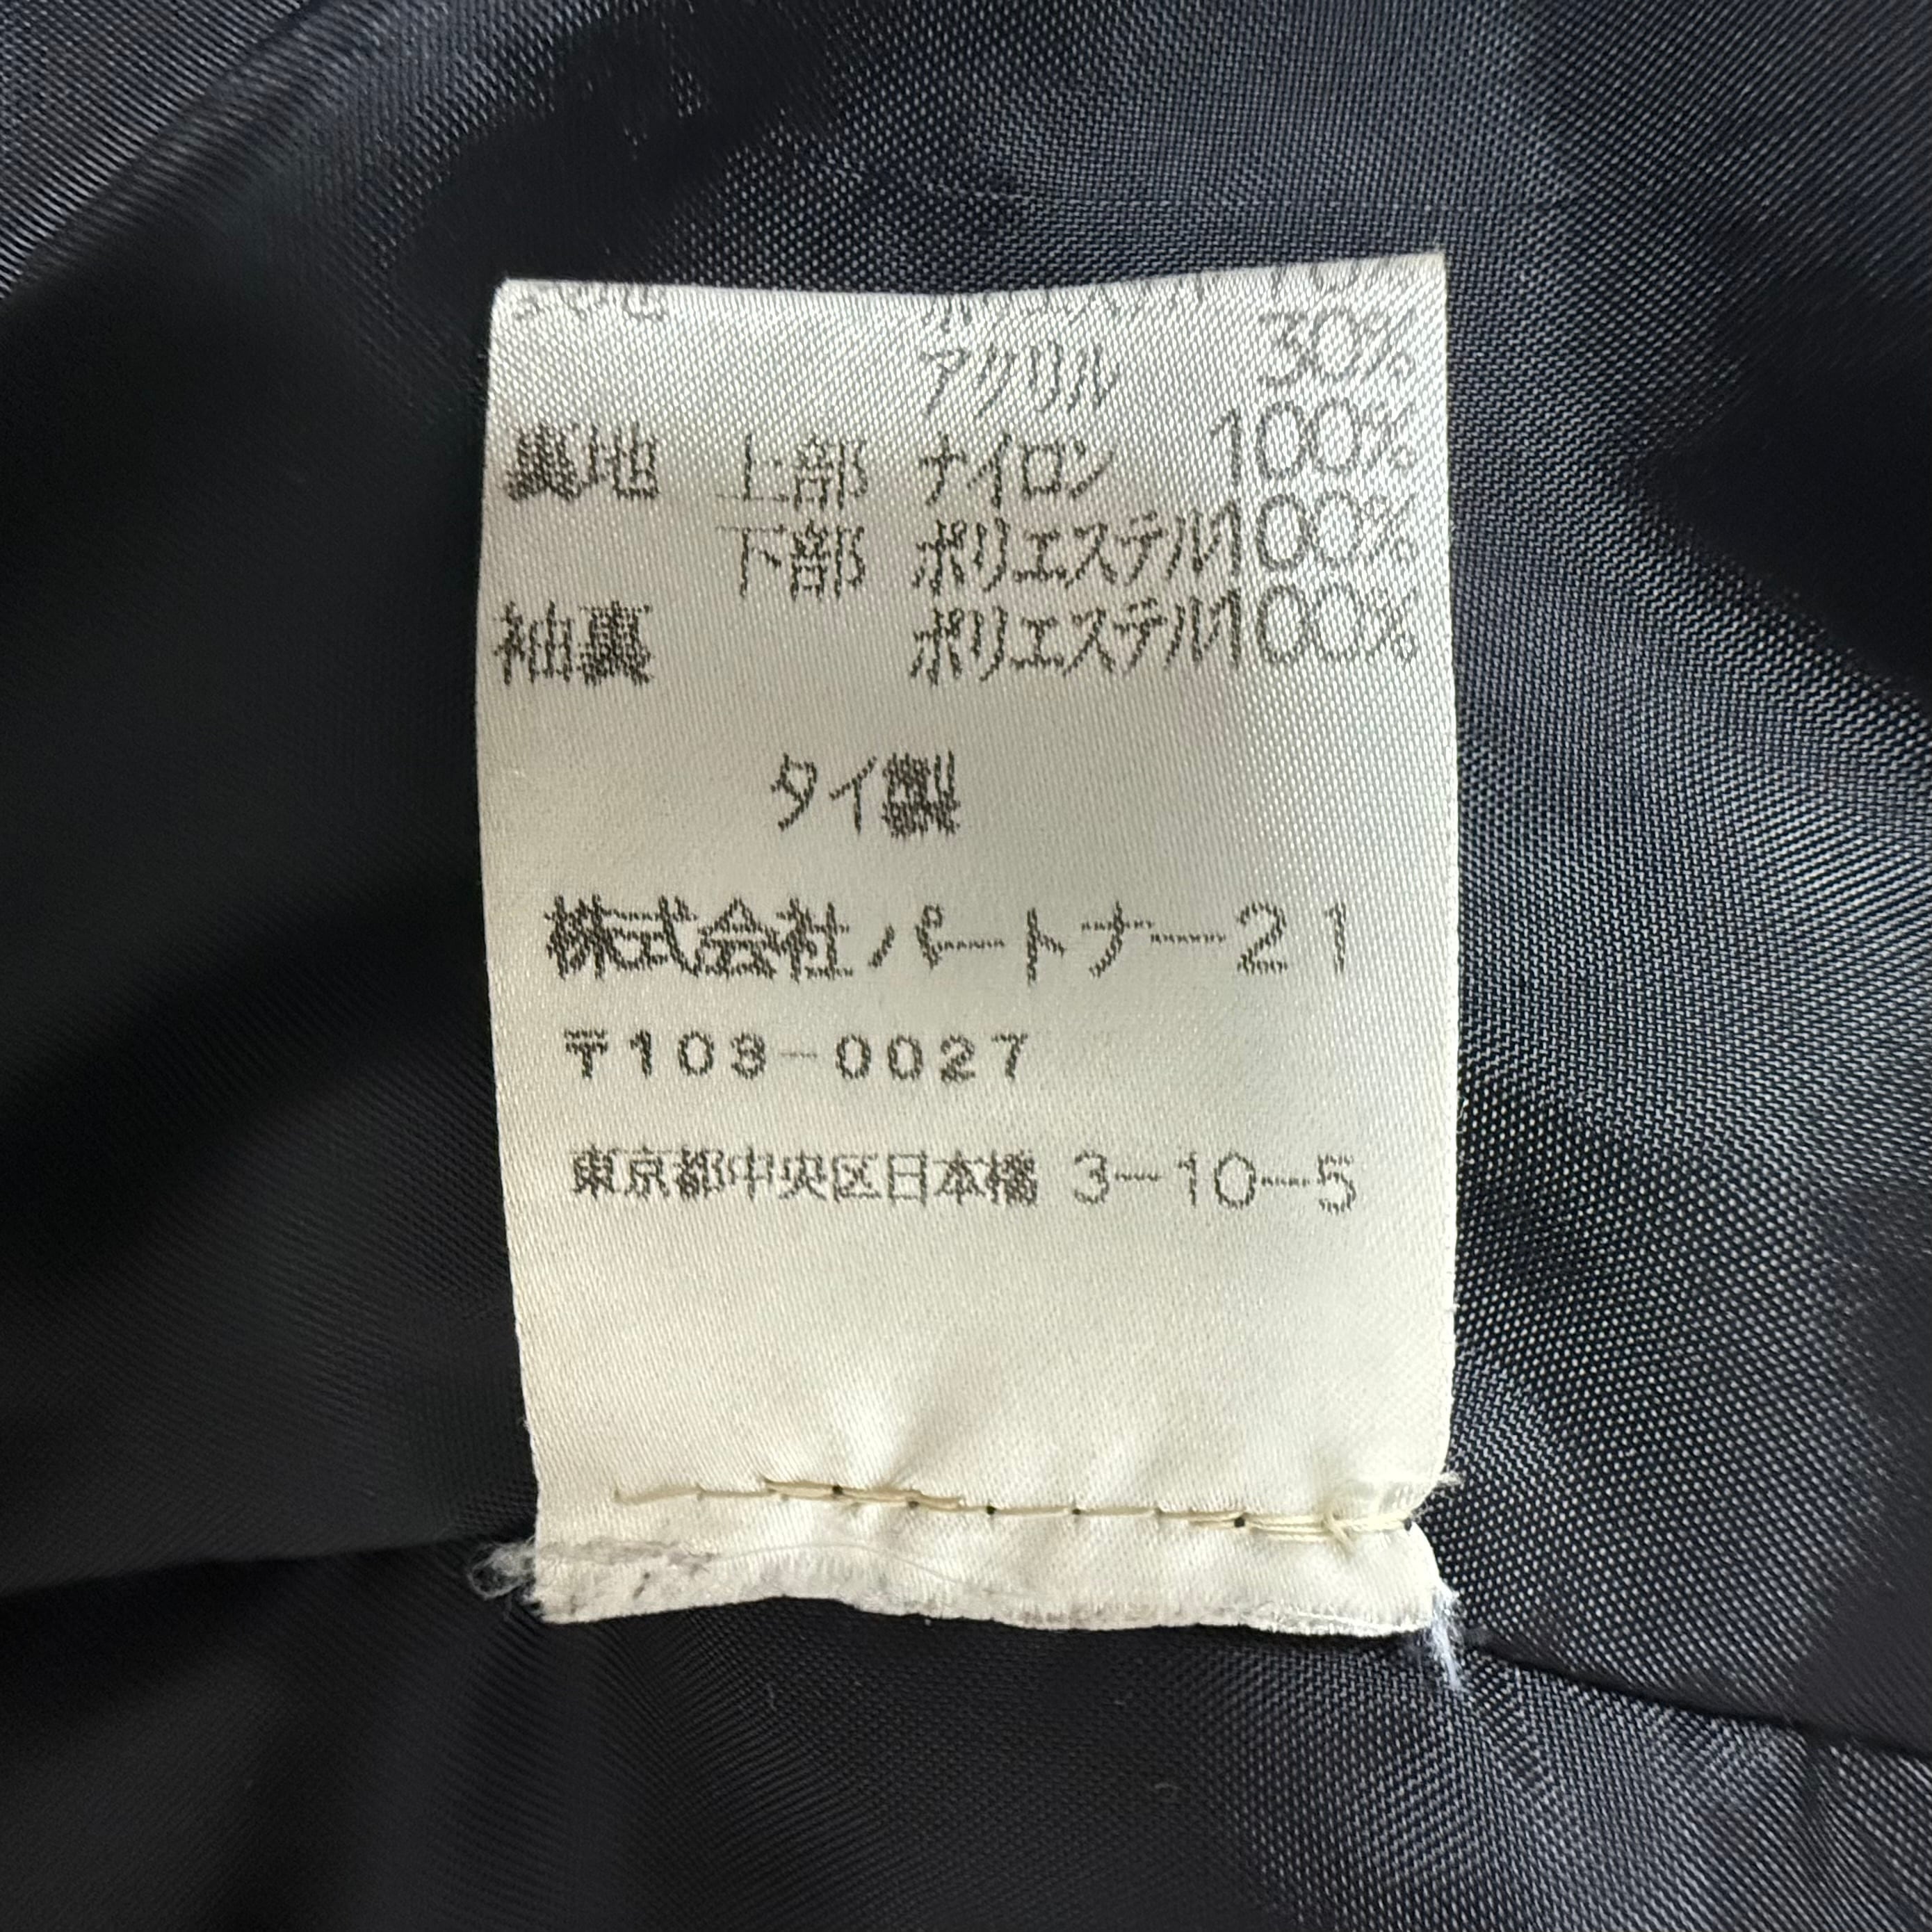 アクリル 30%
裏地 上部 ナイロン 100%
下部 ポリエステル100%
袖裏 ポリエステル100%
タイ製
株式会社パートナー21
〒103-0027
東京都中央区日本橋 3-10-5